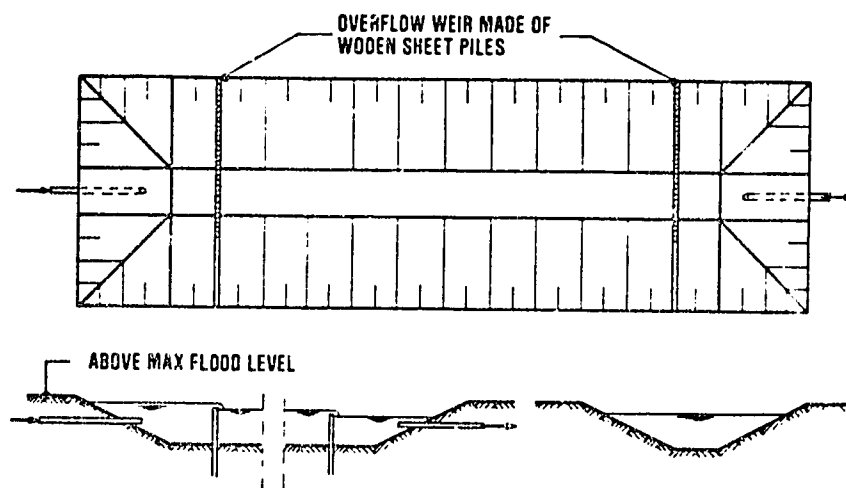 OVERFLOW WEIR MADE OF
WOODEN SHEET PILES
ABOVE MAX FLOOD LEVEL